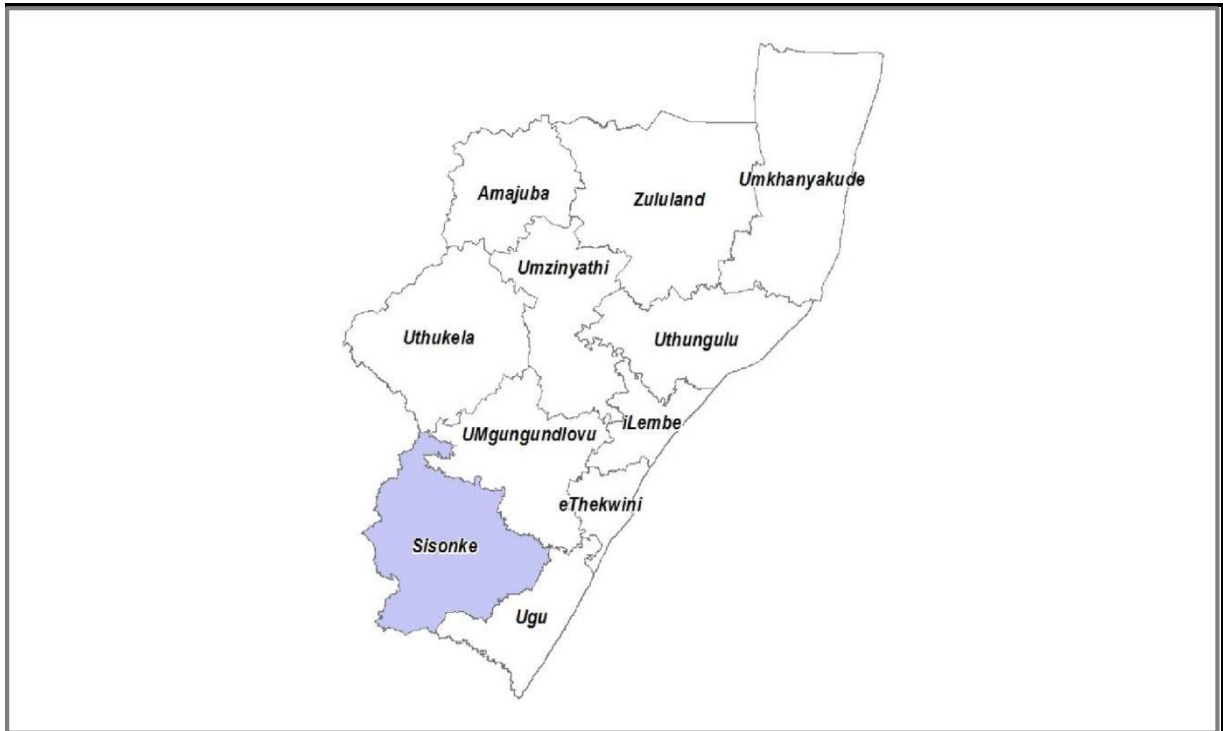 Umkhanyakude
Amajuba
Zululand
Umzinyathi
Uthukela
Uthungulu
iLembe
UMgungundlovu
eThekwini
Sisonke
Ugu